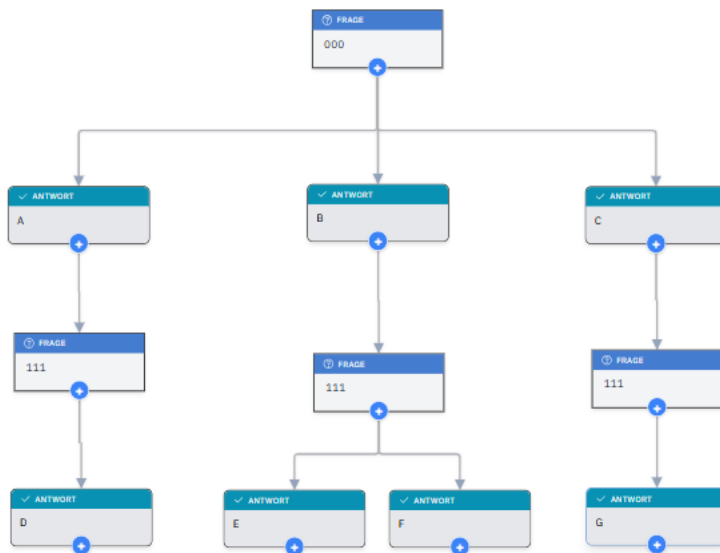 FRAGE
000
ANTWORT
A
ANTWORT
B
ANTWORT
C
FRAGE
111
FRAGE
111
FRAGE
111
ANTWORT
D
ANTWORT
E
ANTWORT
F
ANTWORT
G